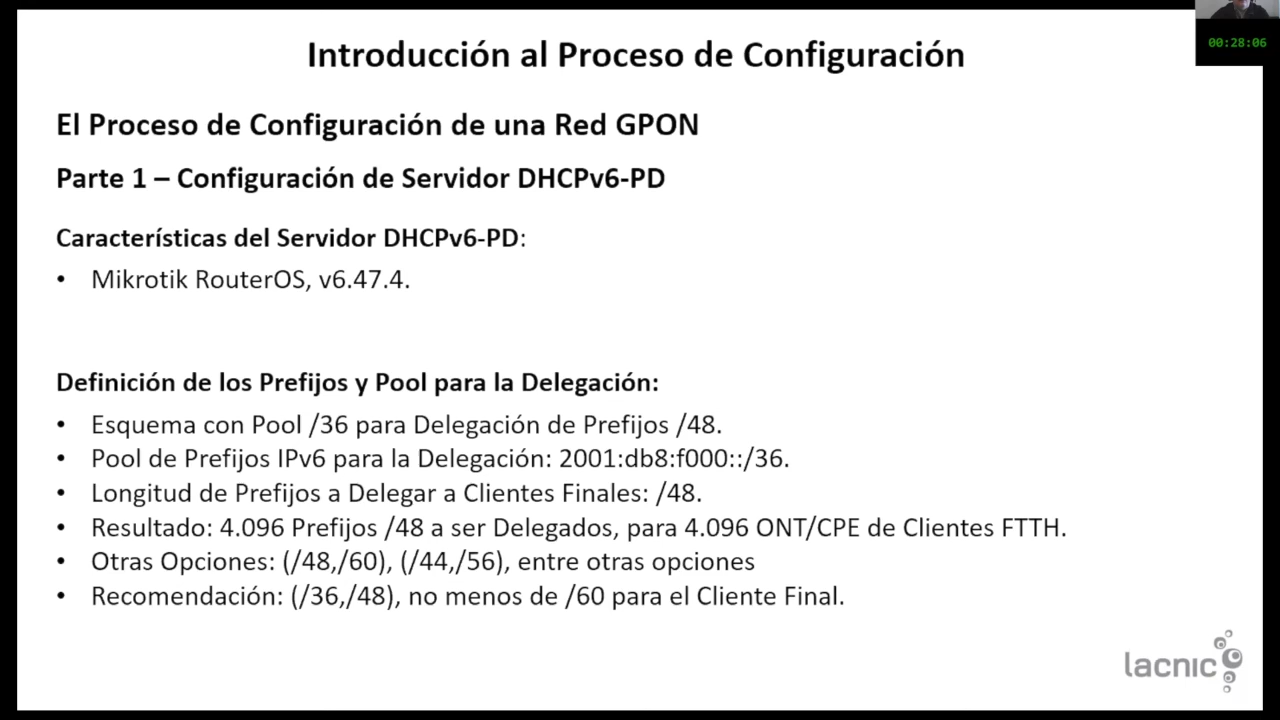 Introducción al Proceso de Configuración
00:28:06
El Proceso de Configuración de una Red GPON
Parte 1 – Configuración de Servidor DHCPv6-PD
Características del Servidor DHCPv6-PD:
• Mikrotik RouterOS, v6.47.4.
Definición de los Prefijos y Pool para la Delegación:
• Esquema con Pool /36 para Delegación de Prefijos /48.
• Pool de Prefijos IPv6 para la Delegación: 2001:db8:f000::/36.
• Longitud de Prefijos a Delegar a Clientes Finales: /48.
• Resultado: 4.096 Prefijos /48 a ser Delegados, para 4.096 ONT/CPE de Clientes FTTH.
• Otras Opciones: (/48,/60), (/44,/56), entre otras opciones
• Recomendación: (/36,/48), no menos de /60 para el Cliente Final.
lacnic